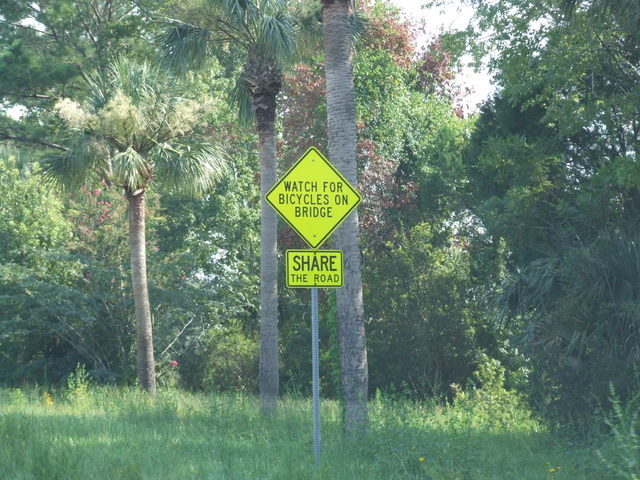 WATCH FOR
BICYCLES ON
BRIDGE
SHARE
THE ROAD